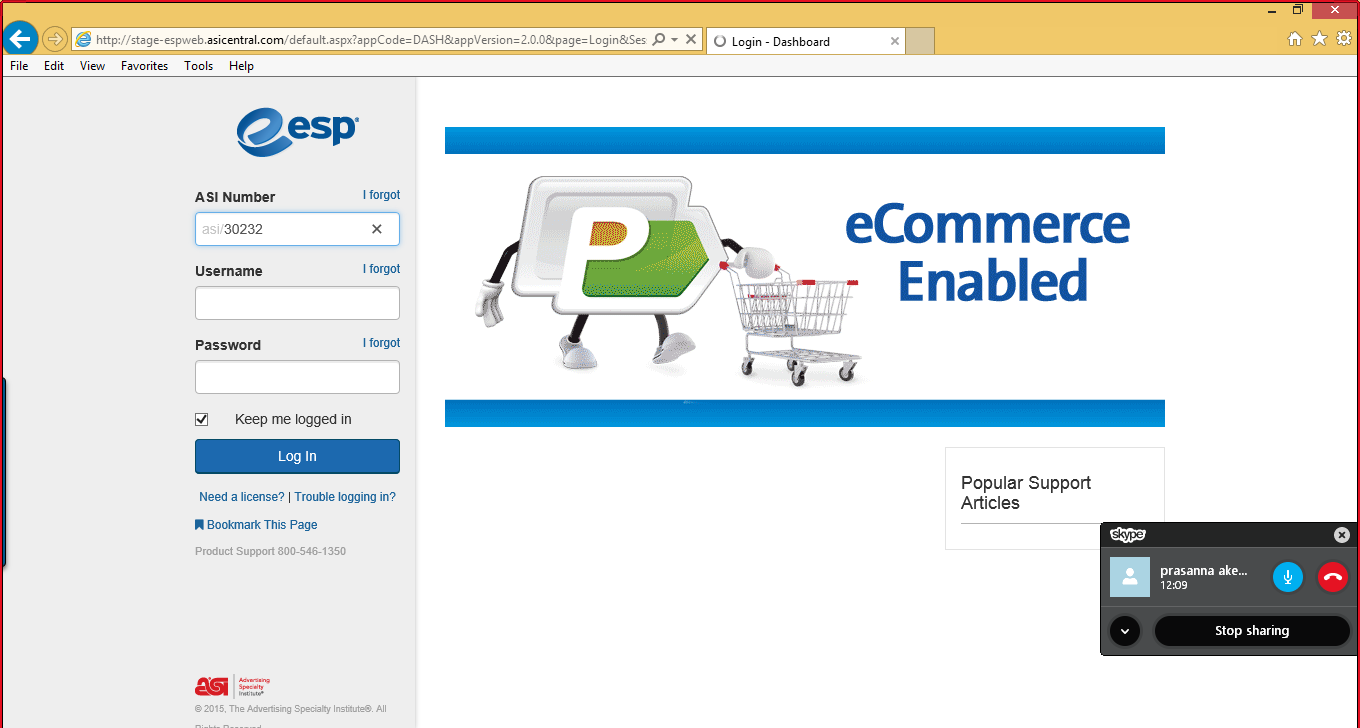 http://stage-espweb.asicentral.com/default.aspx?appCode=DASH&appVersion=2.0.0&page=Login&Ses
Login - Dashboard
File Edit View Favorites Tools Help
esp
ASI Number I forgot
asi/30232
Username I forgot
Password I forgot
Keep me logged in
Log In
Need a license? | Trouble logging in?
Bookmark This Page
Product Support 800-546-1350
asi Advertising
Specialty
Institute®
© 2015, The Advertising Specialty Institute®. All
Rights Reserved.
P
eCommerce
Enabled
Popular Support
Articles
skype
prasanna ake...
12:09
Stop sharing